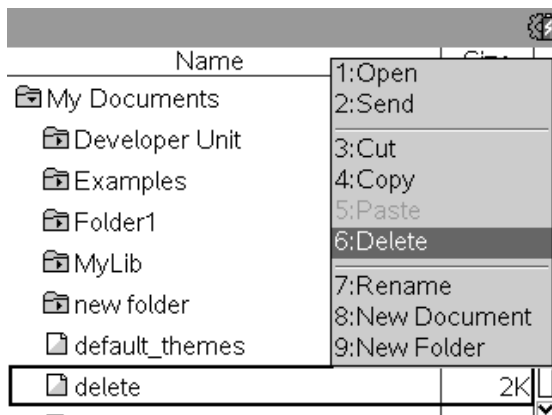 Name
My Documents
Developer Unit
Examples
Folder1
MyLib
new folder
default_themes
delete 2K
1:Open
2:Send
3:Cut
4:Copy
5:Paste
6:Delete
7:Rename
8:New Document
9:New Folder